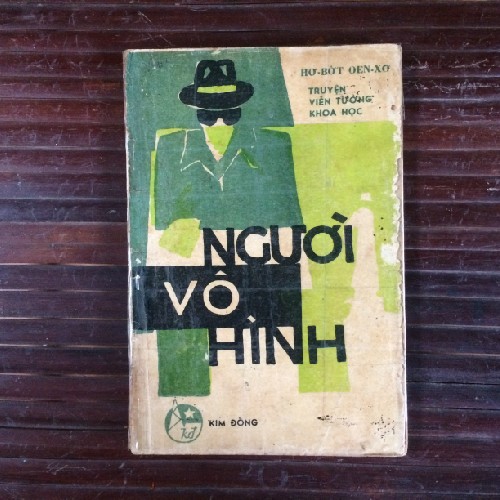 HƠ-BỚT OEN-XƠ
TRUYỆN
VIỄN TƯỞNG
KHOA HỌC
NGƯỜI
VÔ
HÌNH
KIM ĐỒNG